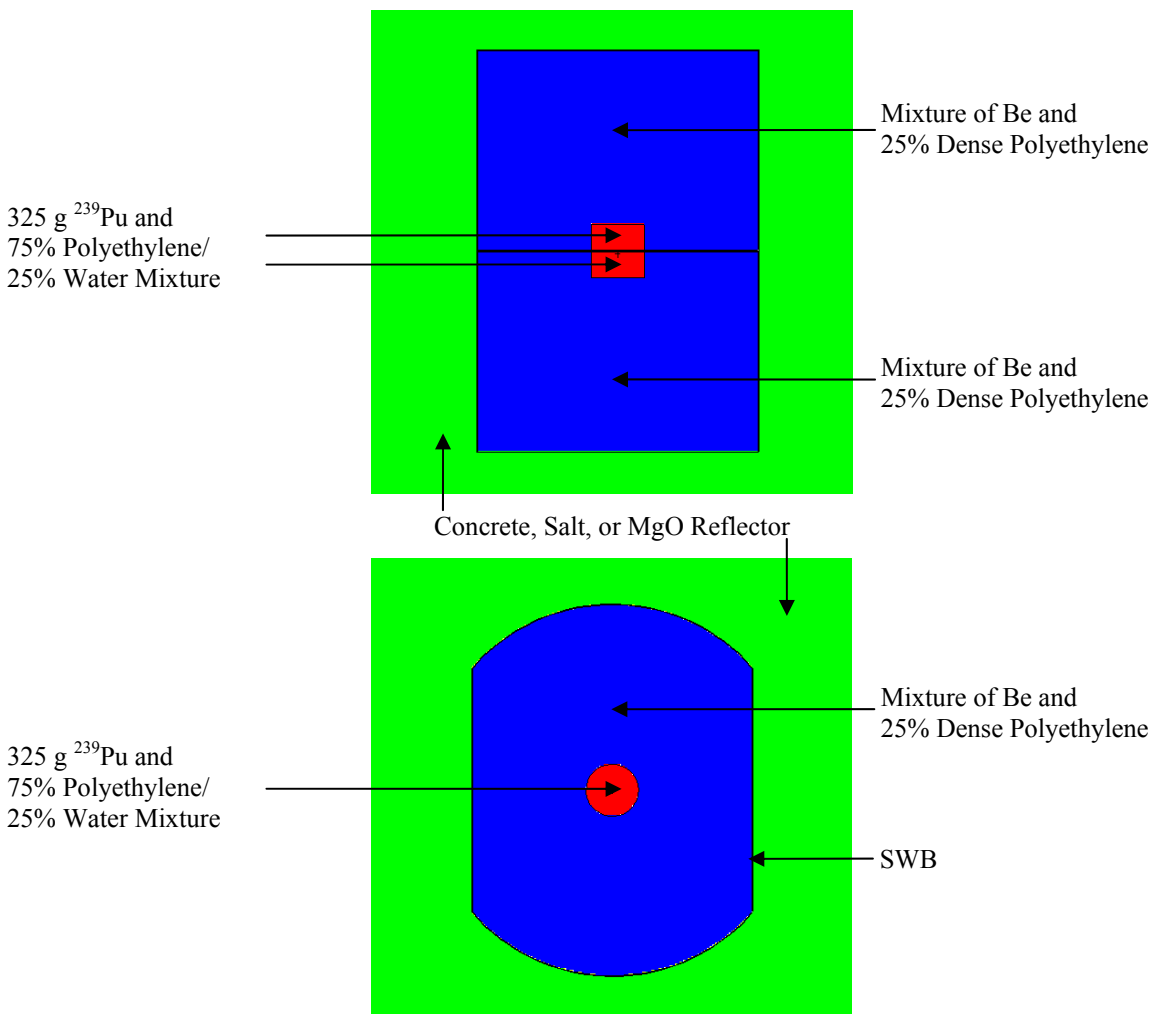 Mixture of Be and
25% Dense Polyethylene
325 g ²³⁹Pu and
75% Polyethylene/
25% Water Mixture
Mixture of Be and
25% Dense Polyethylene
Concrete, Salt, or MgO Reflector
Mixture of Be and
25% Dense Polyethylene
325 g ²³⁹Pu and
75% Polyethylene/
25% Water Mixture
SWB